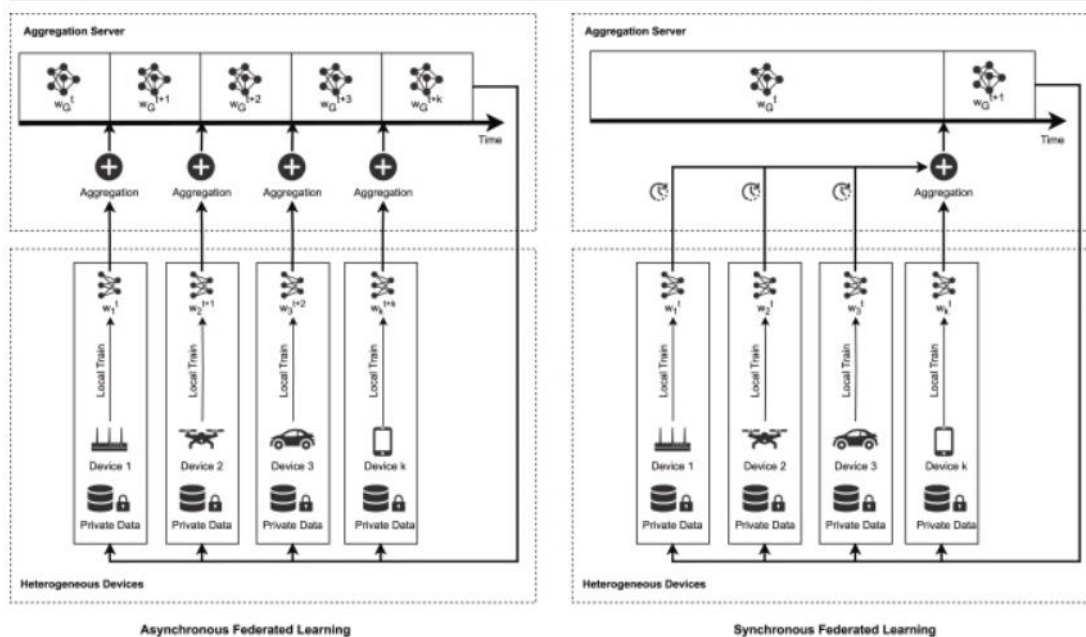 Aggregation Server
w_G^t w_G^t+1 w_G^t+2 w_G^t+3 w_G^t+k
Time
Aggregation Aggregation Aggregation Aggregation
w_1^t w_2^t+1 w_3^t+2 w_k^t+k
Local Train Local Train Local Train Local Train
Device 1 Device 2 Device 3 Device k
Private Data Private Data Private Data Private Data
Heterogeneous Devices
Asynchronous Federated Learning
Aggregation Server
w_G^t w_G^t+1
Time
Aggregation
w_1^t w_2^t w_3^t w_k^t
Local Train Local Train Local Train Local Train
Device 1 Device 2 Device 3 Device k
Private Data Private Data Private Data Private Data
Heterogeneous Devices
Synchronous Federated Learning